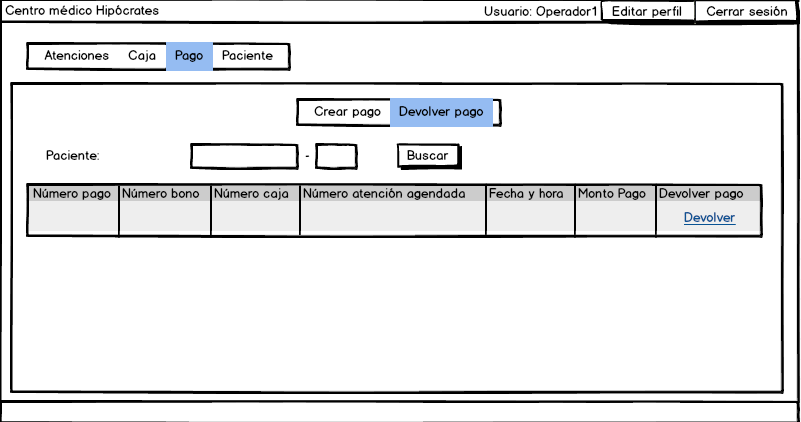 Centro médico Hipócrates Usuario: Operador1 Editar perfil Cerrar sesión
Atenciones Caja Pago Paciente
Crear pago Devolver pago
Paciente: - Buscar
Número pago Número bono Número caja Número atención agendada Fecha y hora Monto Pago Devolver pago
Devolver